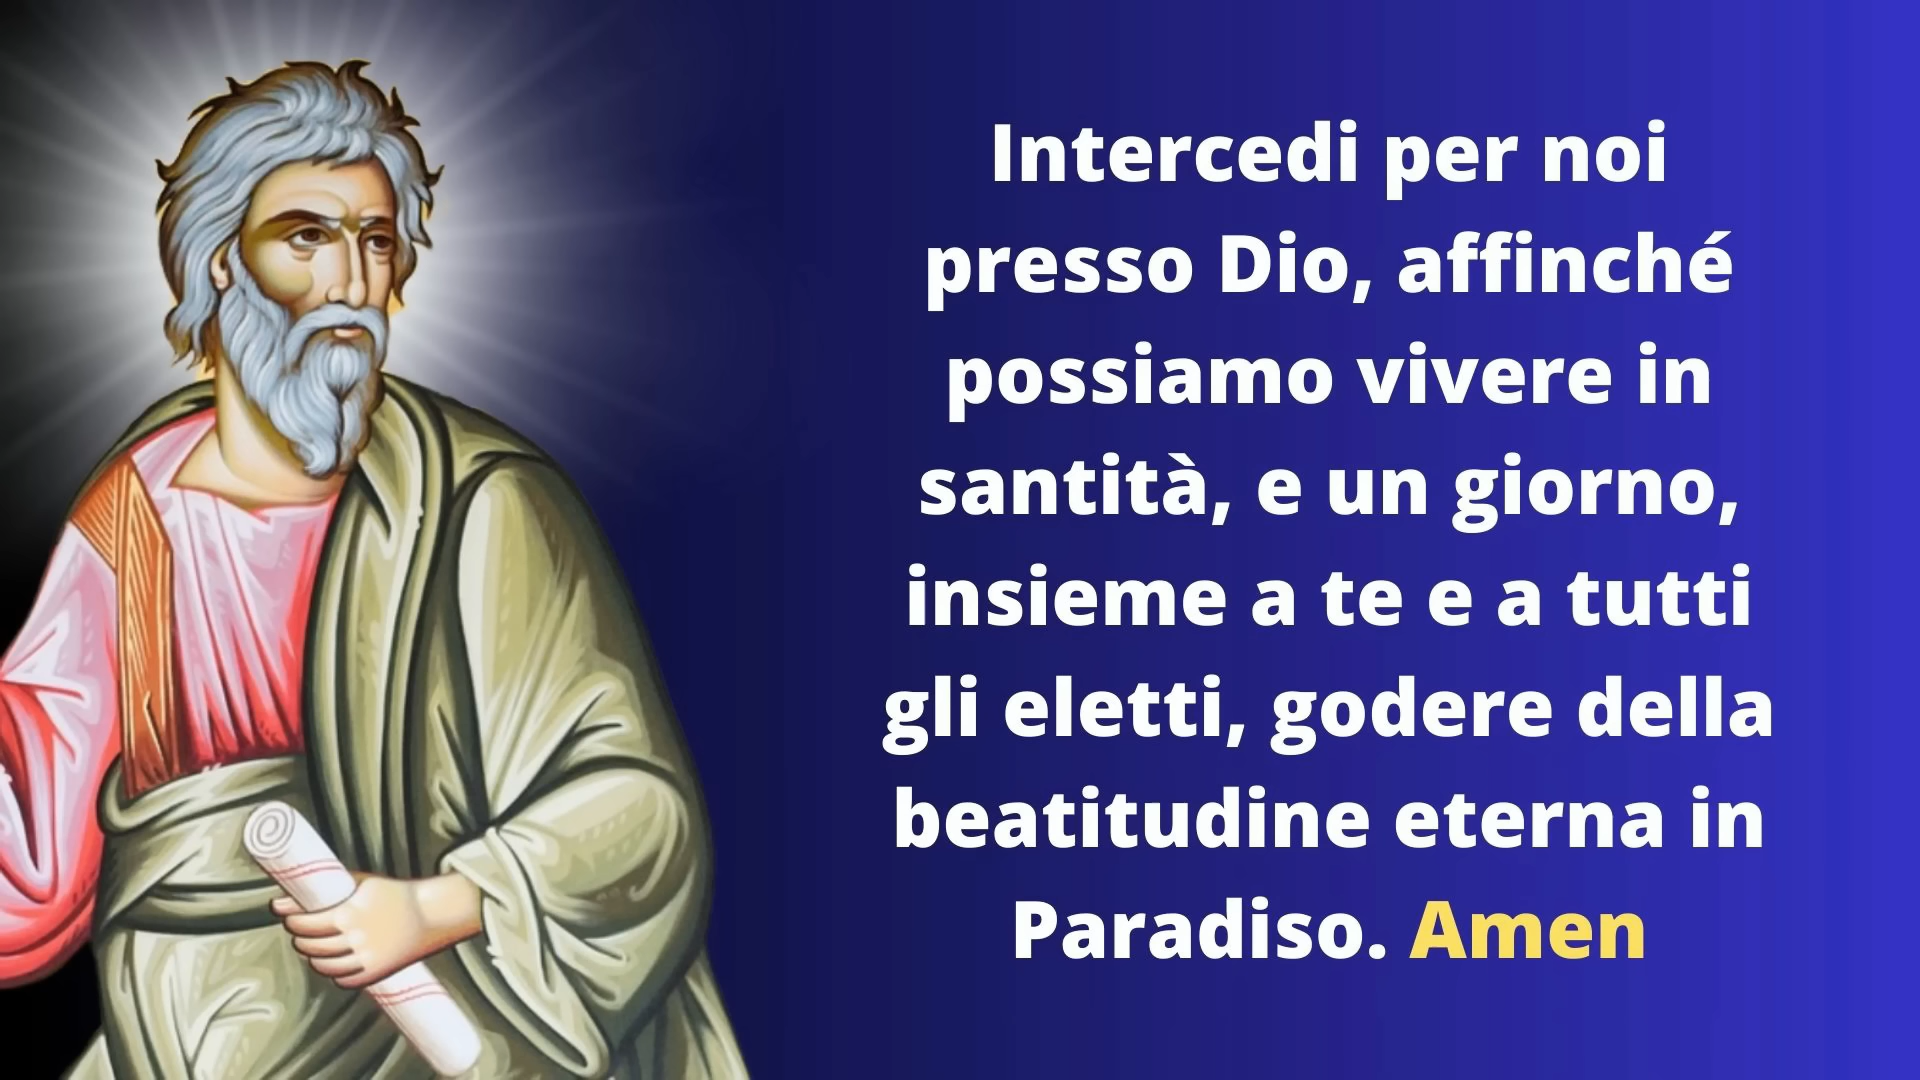 Intercedi per noi
presso Dio, affinché
possiamo vivere in
santità, e un giorno,
insieme a te e a tutti
gli eletti, godere della
beatitudine eterna in
Paradiso. Amen